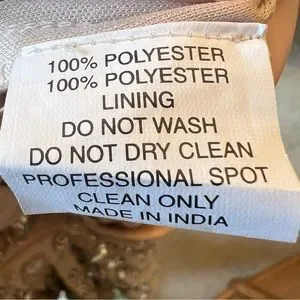 100% POLYESTER
100% POLYESTER
LINING
DO NOT WASH
DO NOT DRY CLEAN
PROFESSIONAL SPOT
CLEAN ONLY
MADE IN INDIA